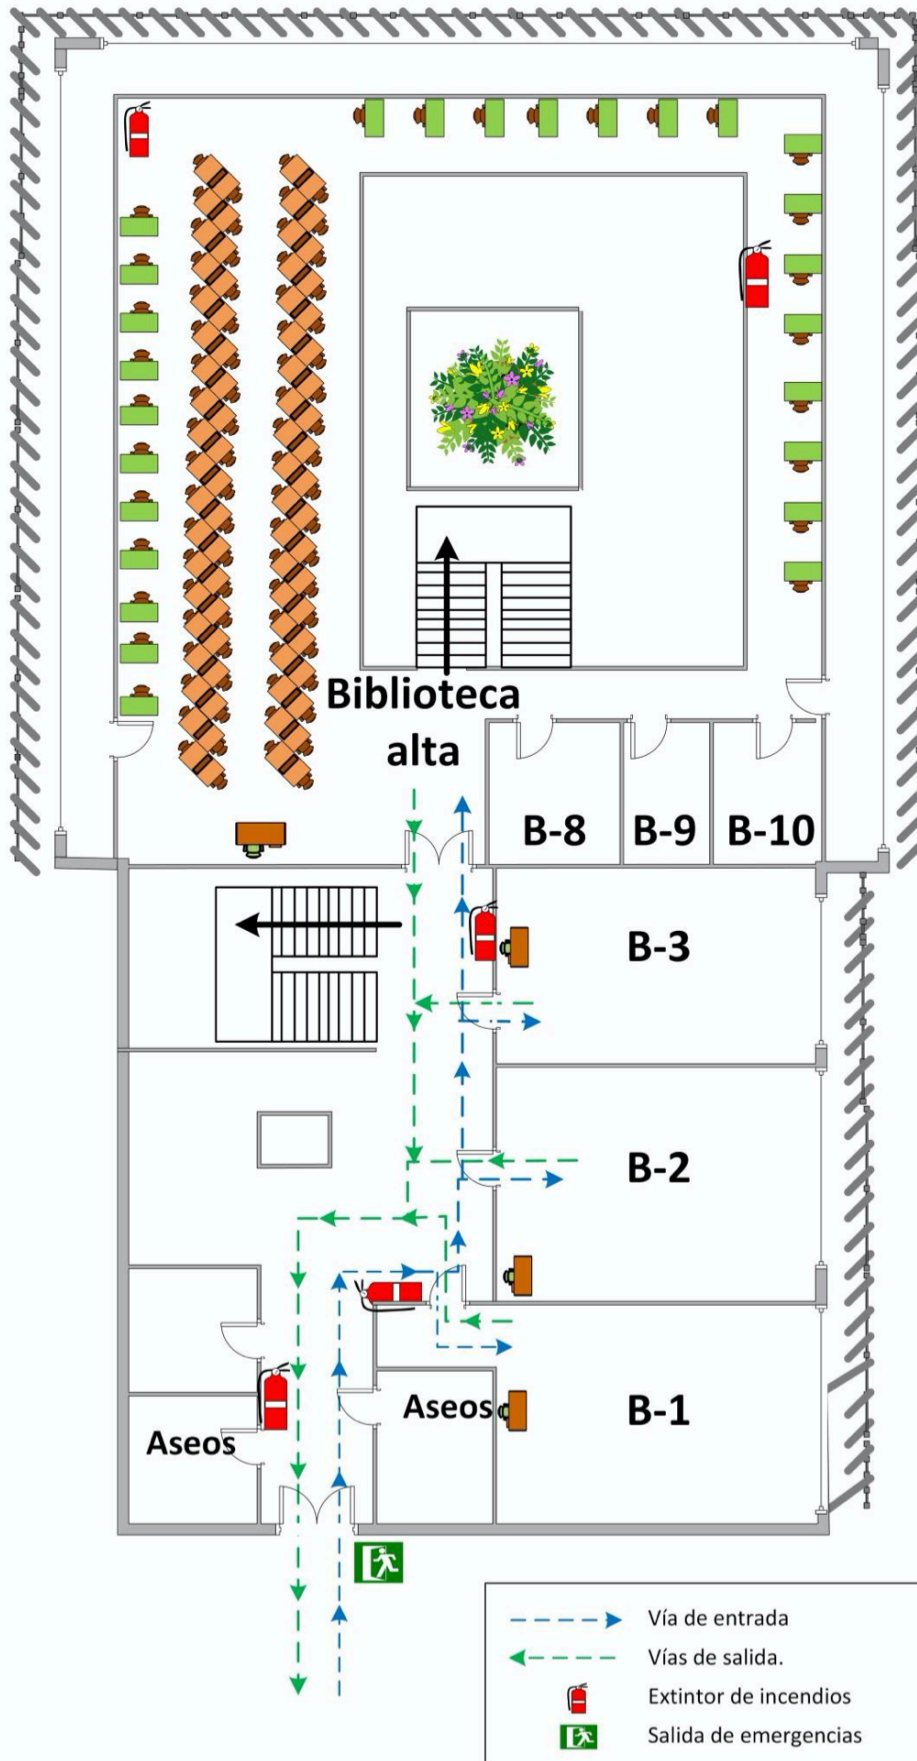 Biblioteca
alta
B-8
B-9
B-10
B-3
B-2
B-1
Aseos
Aseos
Vía de entrada
Vías de salida.
Extintor de incendios
Salida de emergencias